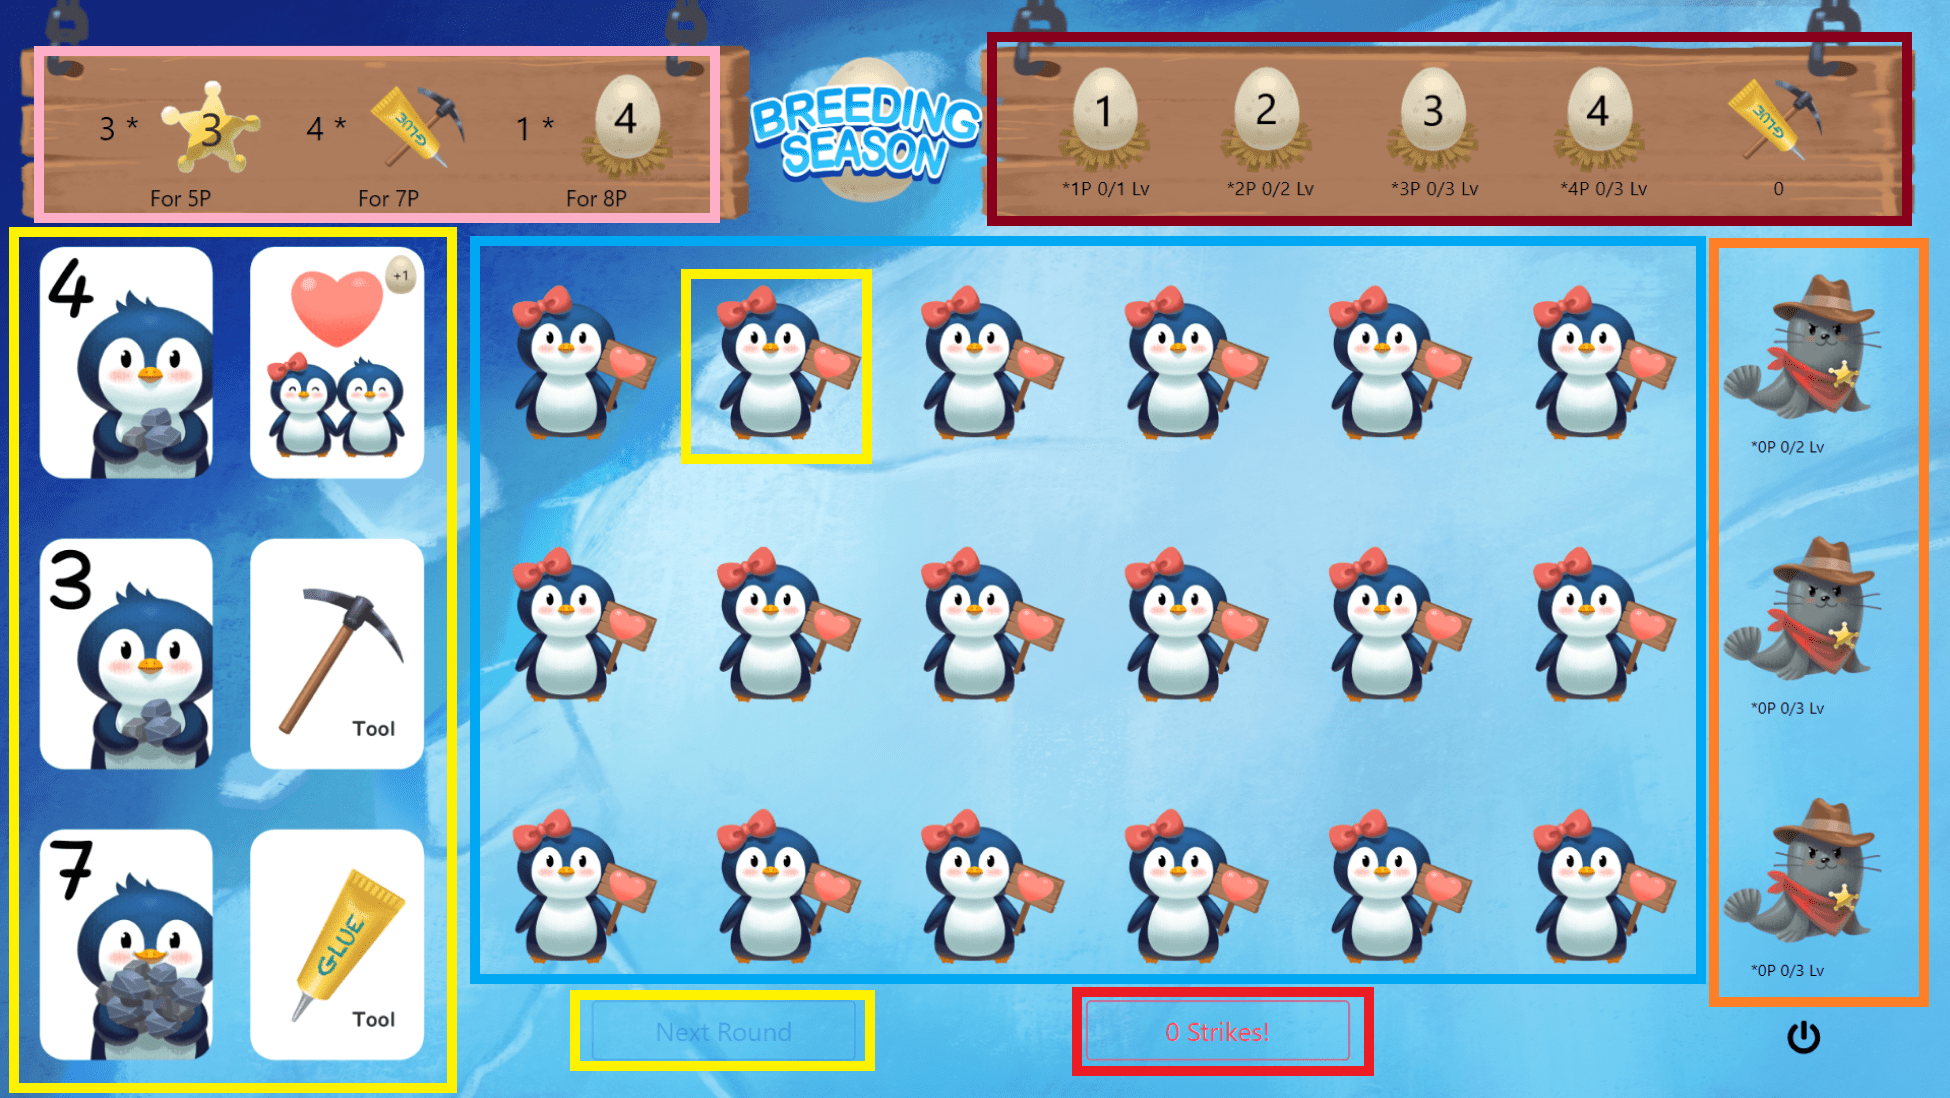 3 * 3
4 * GLUE
1 * 4
For 5P
For 7P
For 8P
BREEDING
SEASON
1
2
3
4
GLUE
*1P 0/1 Lv
*2P 0/2 Lv
*3P 0/3 Lv
*4P 0/3 Lv
0
4
+1
*0P 0/2 Lv
3
Tool
*0P 0/3 Lv
7
GLUE
Tool
*0P 0/3 Lv
Next Round
0 Strikes!